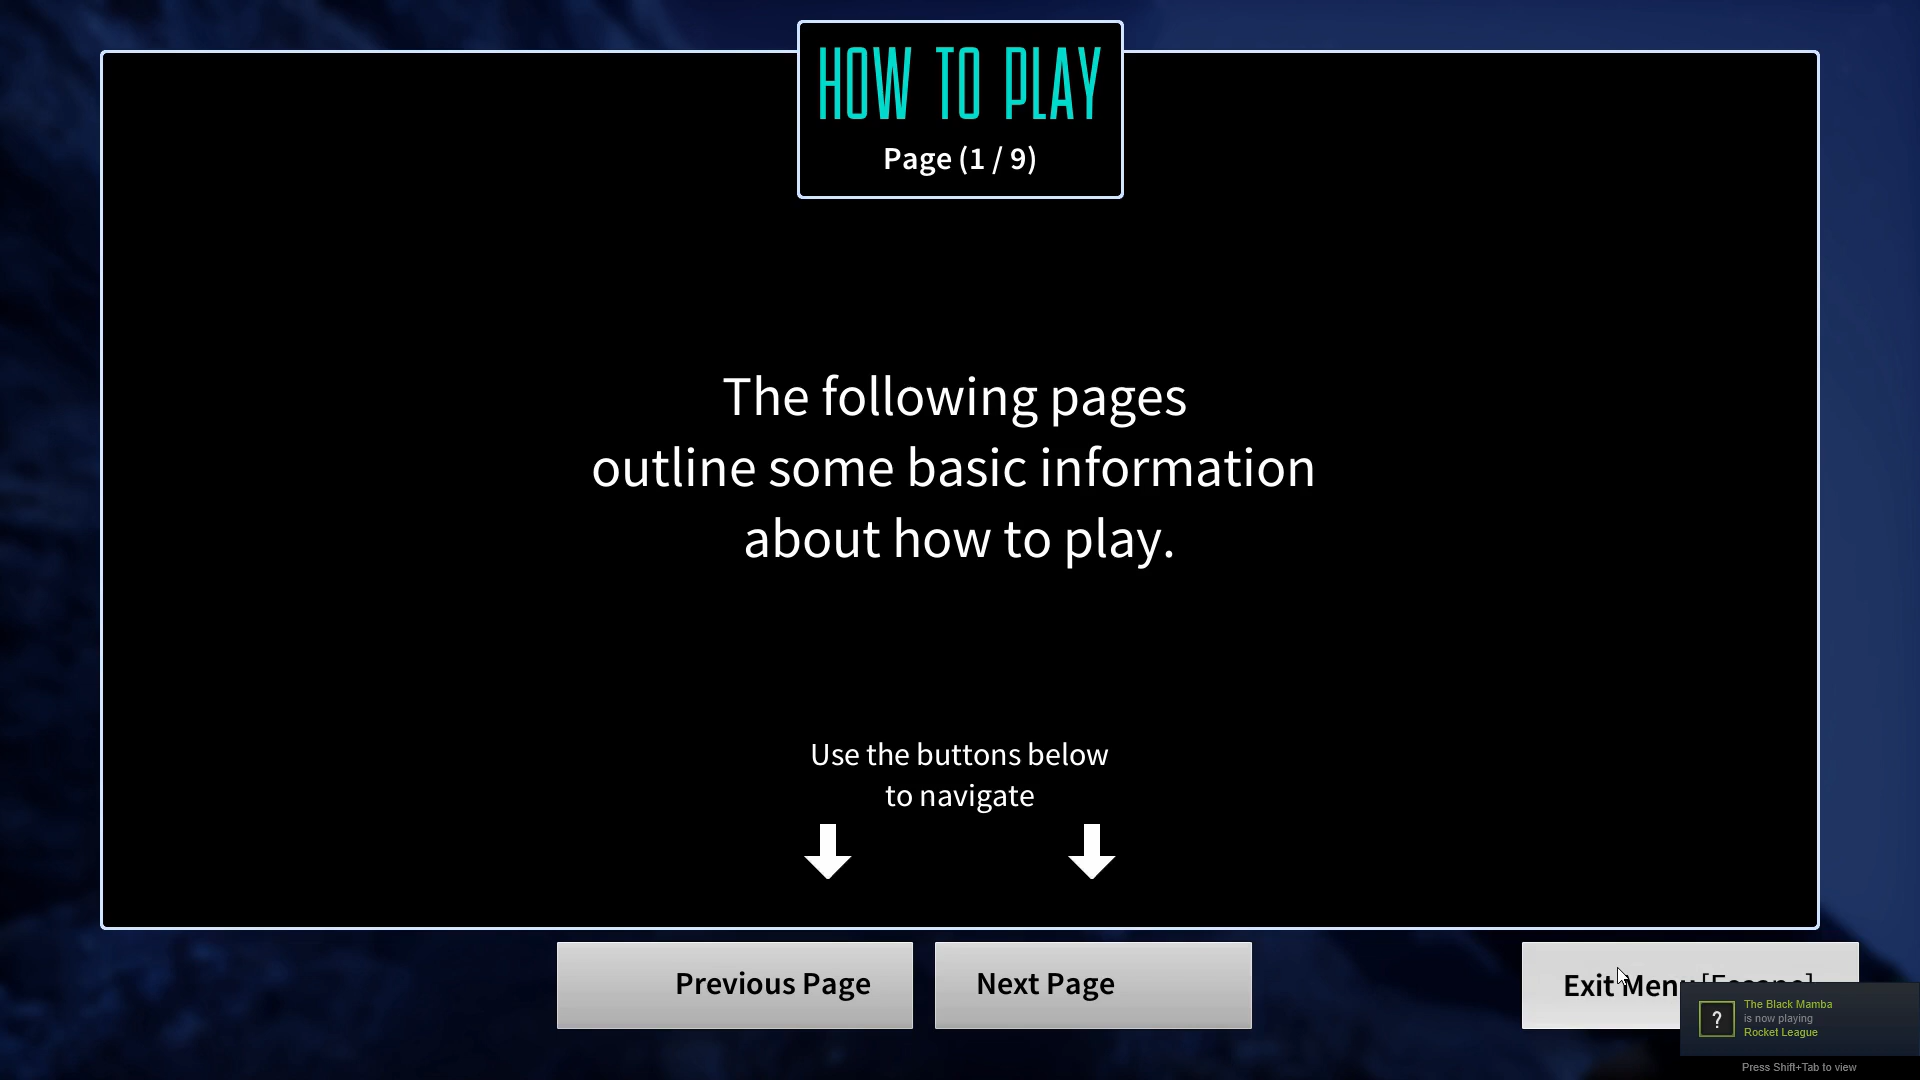 HOW TO PLAY
Page (1 / 9)
The following pages
outline some basic information
about how to play.
Use the buttons below
to navigate
Previous Page
Next Page
Exit Menu [Escape]
The Black Mamba
is now playing
Rocket League
?
Press Shift+Tab to view